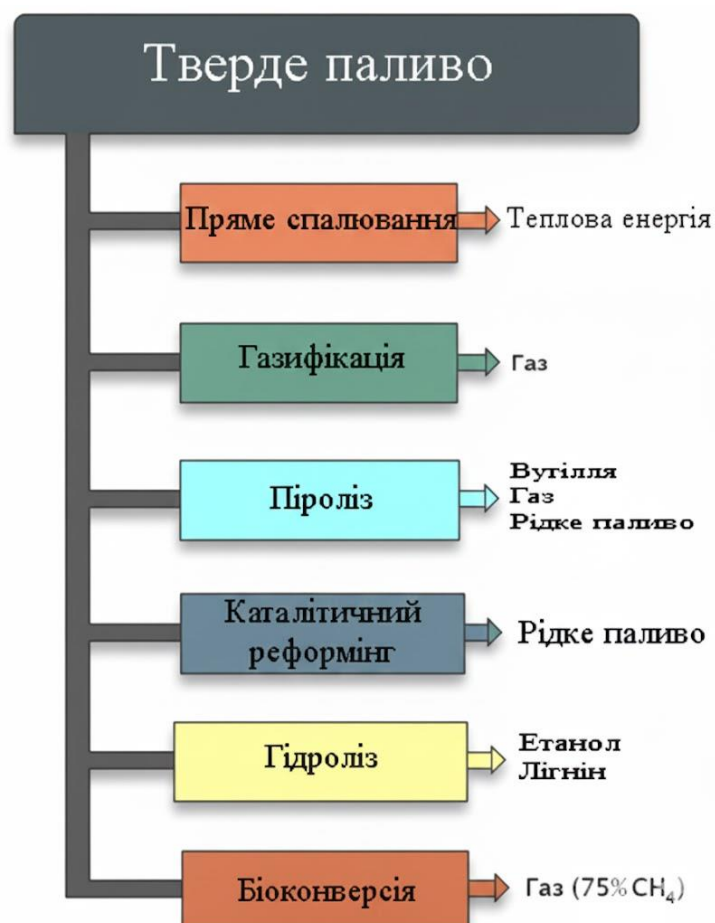 Тверде паливо
Пряме спалювання
Теплова енергія
Газифікація
Газ
Піроліз
Вугілля
Газ
Рідке паливо
Каталітичний
реформінг
Рідке паливо
Гідроліз
Етанол
Лігнін
Біоконверсія
Газ (75% CH₄)